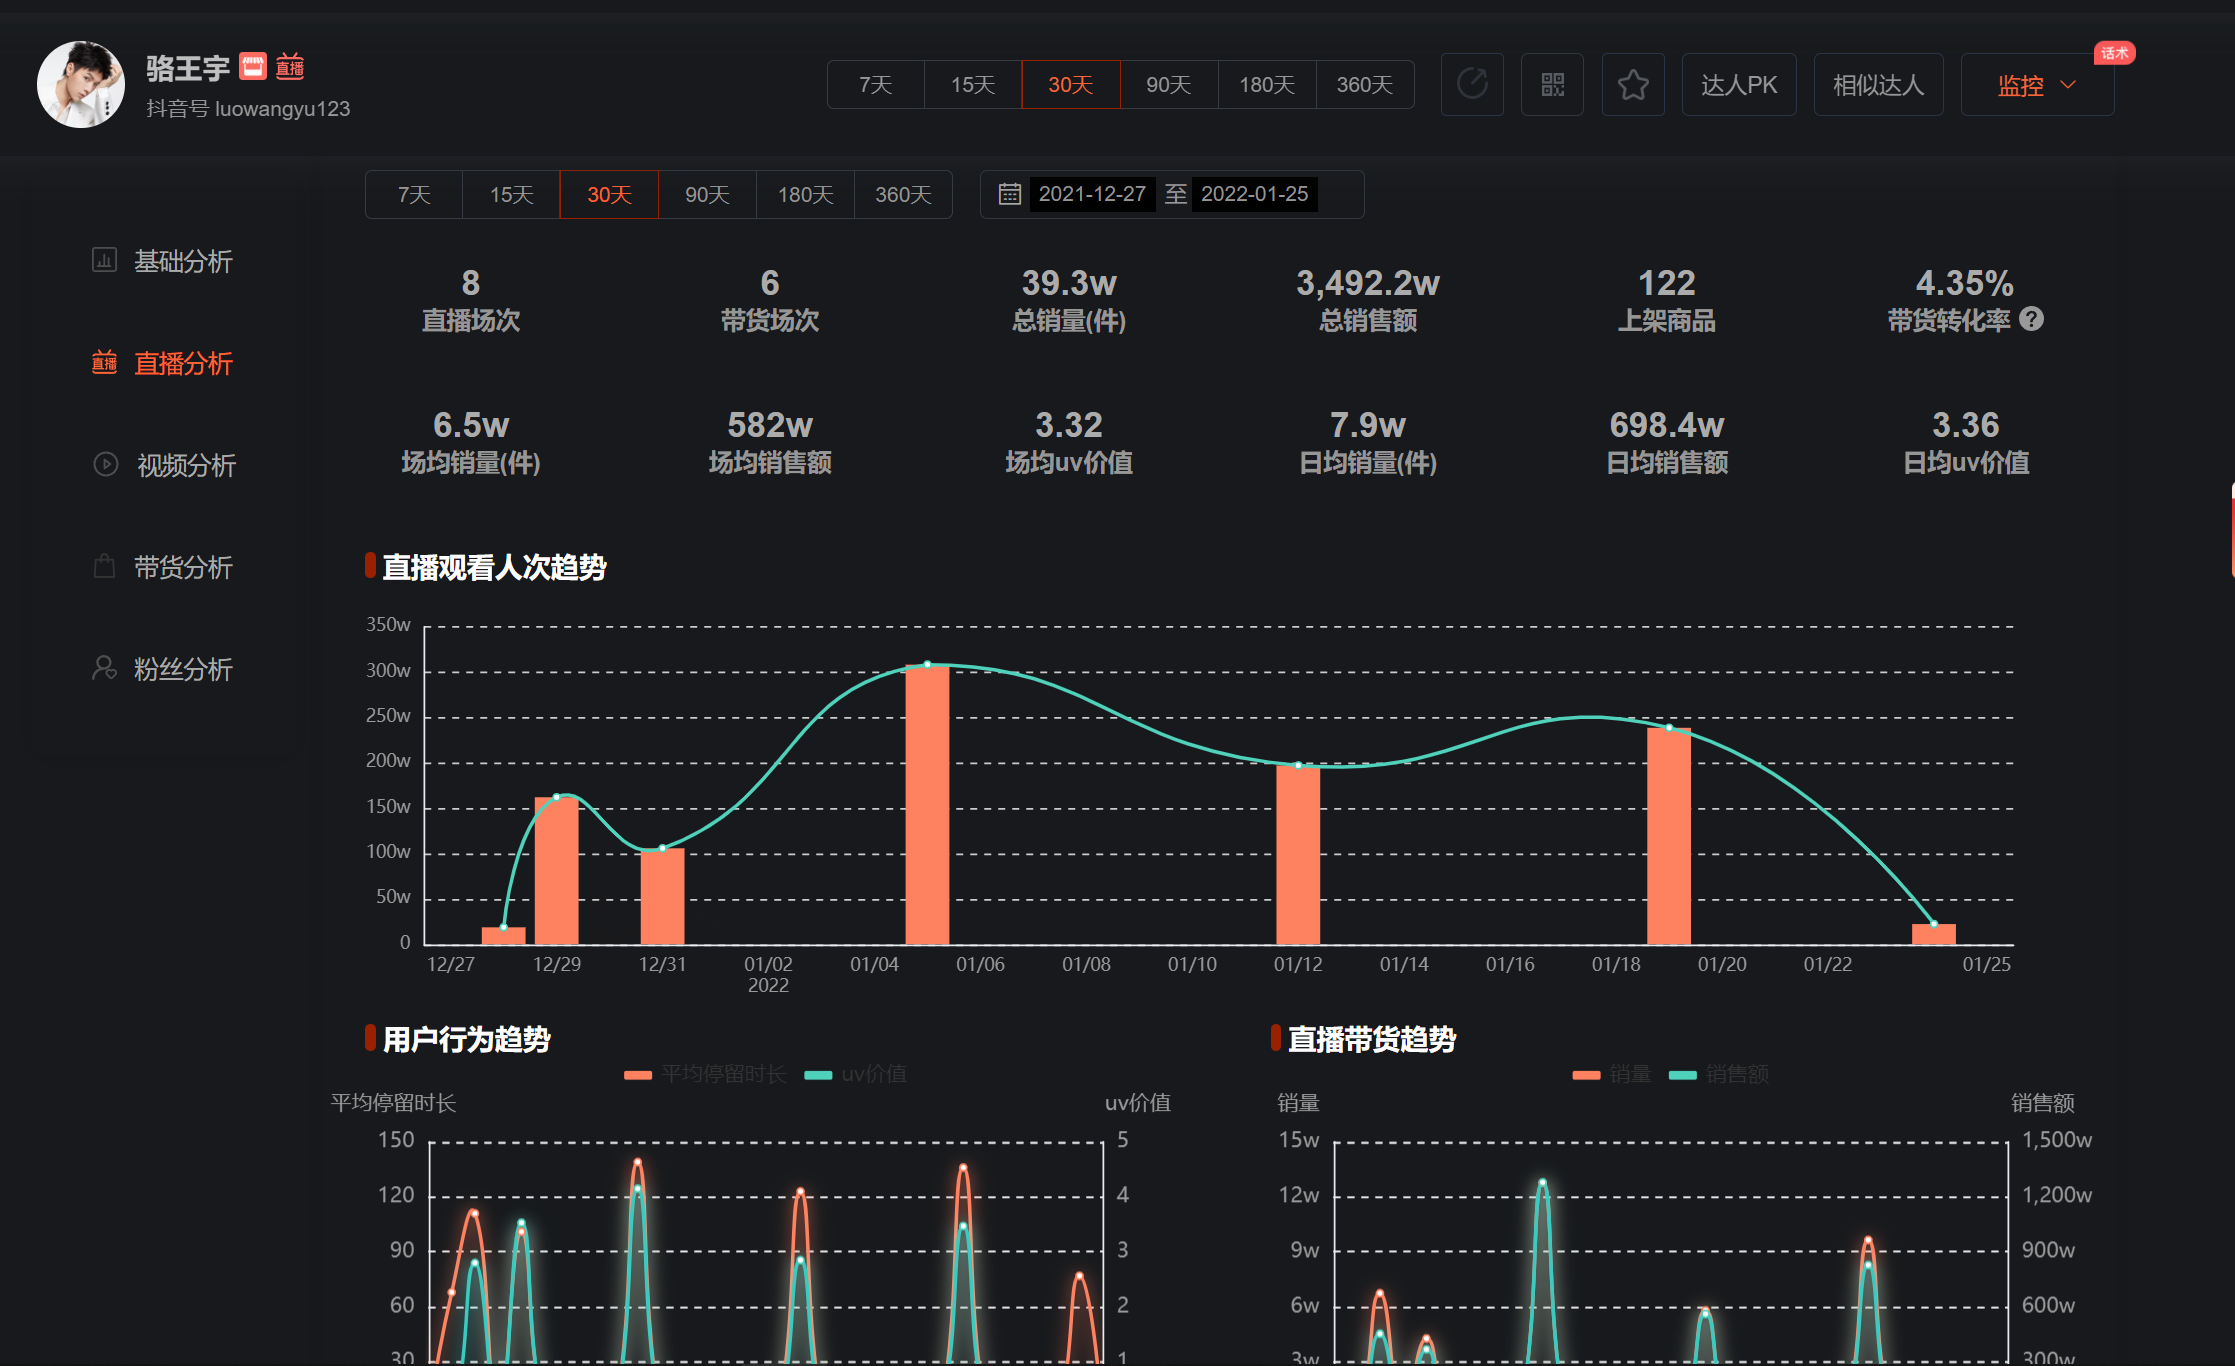 骆王宇 直播
抖音号 luowangyu123
7天 15天 30天 90天 180天 360天
达人PK 相似达人 监控 话术
7天 15天 30天 90天 180天 360天
2021-12-27 至 2022-01-25
基础分析
直播 直播分析
视频分析
带货分析
粉丝分析
8 6 39.3w 3,492.2w 122 4.35%
直播场次 带货场次 总销量(件) 总销售额 上架商品 带货转化率 ?
6.5w 582w 3.32 7.9w 698.4w 3.36
场均销量(件) 场均销售额 场均uv价值 日均销量(件) 日均销售额 日均uv价值
直播观看人次趋势
350w
300w
250w
200w
150w
100w
50w
0
12/27 12/29 12/31 01/02 01/04 01/06 01/08 01/10 01/12 01/14 01/16 01/18 01/20 01/22 01/25
2022
用户行为趋势
平均停留时长 uv价值
平均停留时长 uv价值
150 5
120 4
90 3
60 2
30 1
直播带货趋势
销量 销售额
销量 销售额
15w 1,500w
12w 1,200w
9w 900w
6w 600w
3w 300w